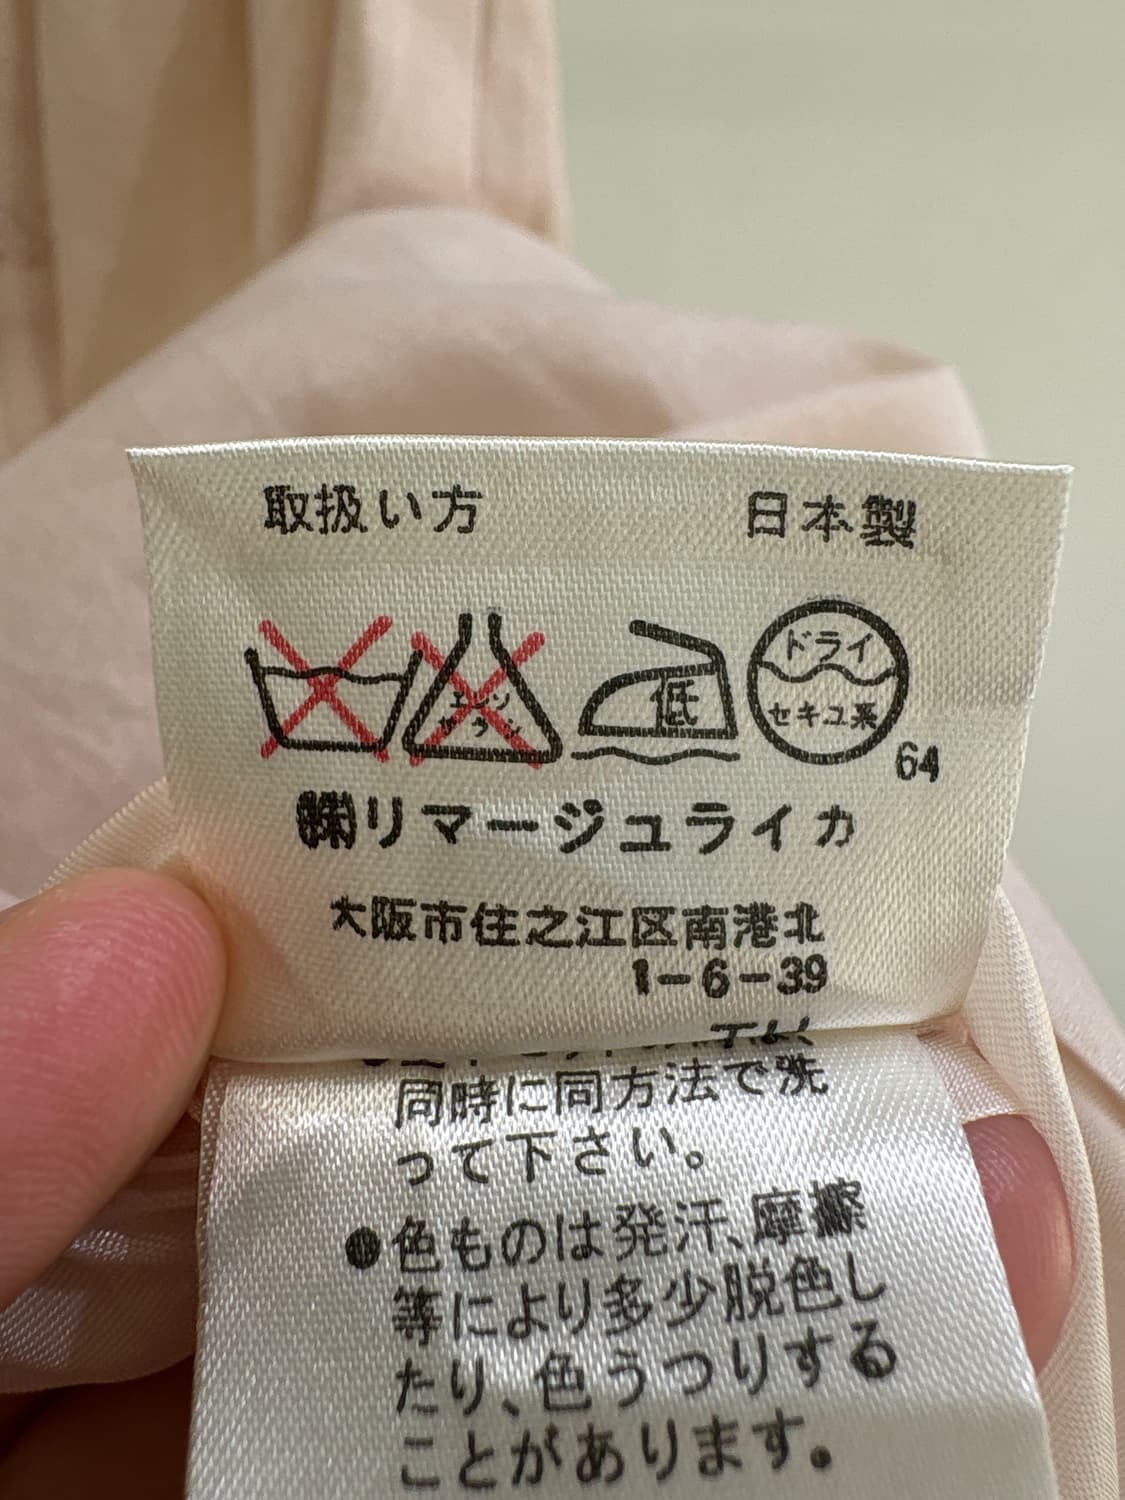 取扱い方 日本製
エンソ
サラシ
低
ドライ
セキユ系
64
㈱リマージュライカ
大阪市住之江区南港北
1-6-39
同時に同方法で洗
って下さい。
●色ものは発汗、摩擦
等により多少脱色し
たり、色うつりする
ことがあります。